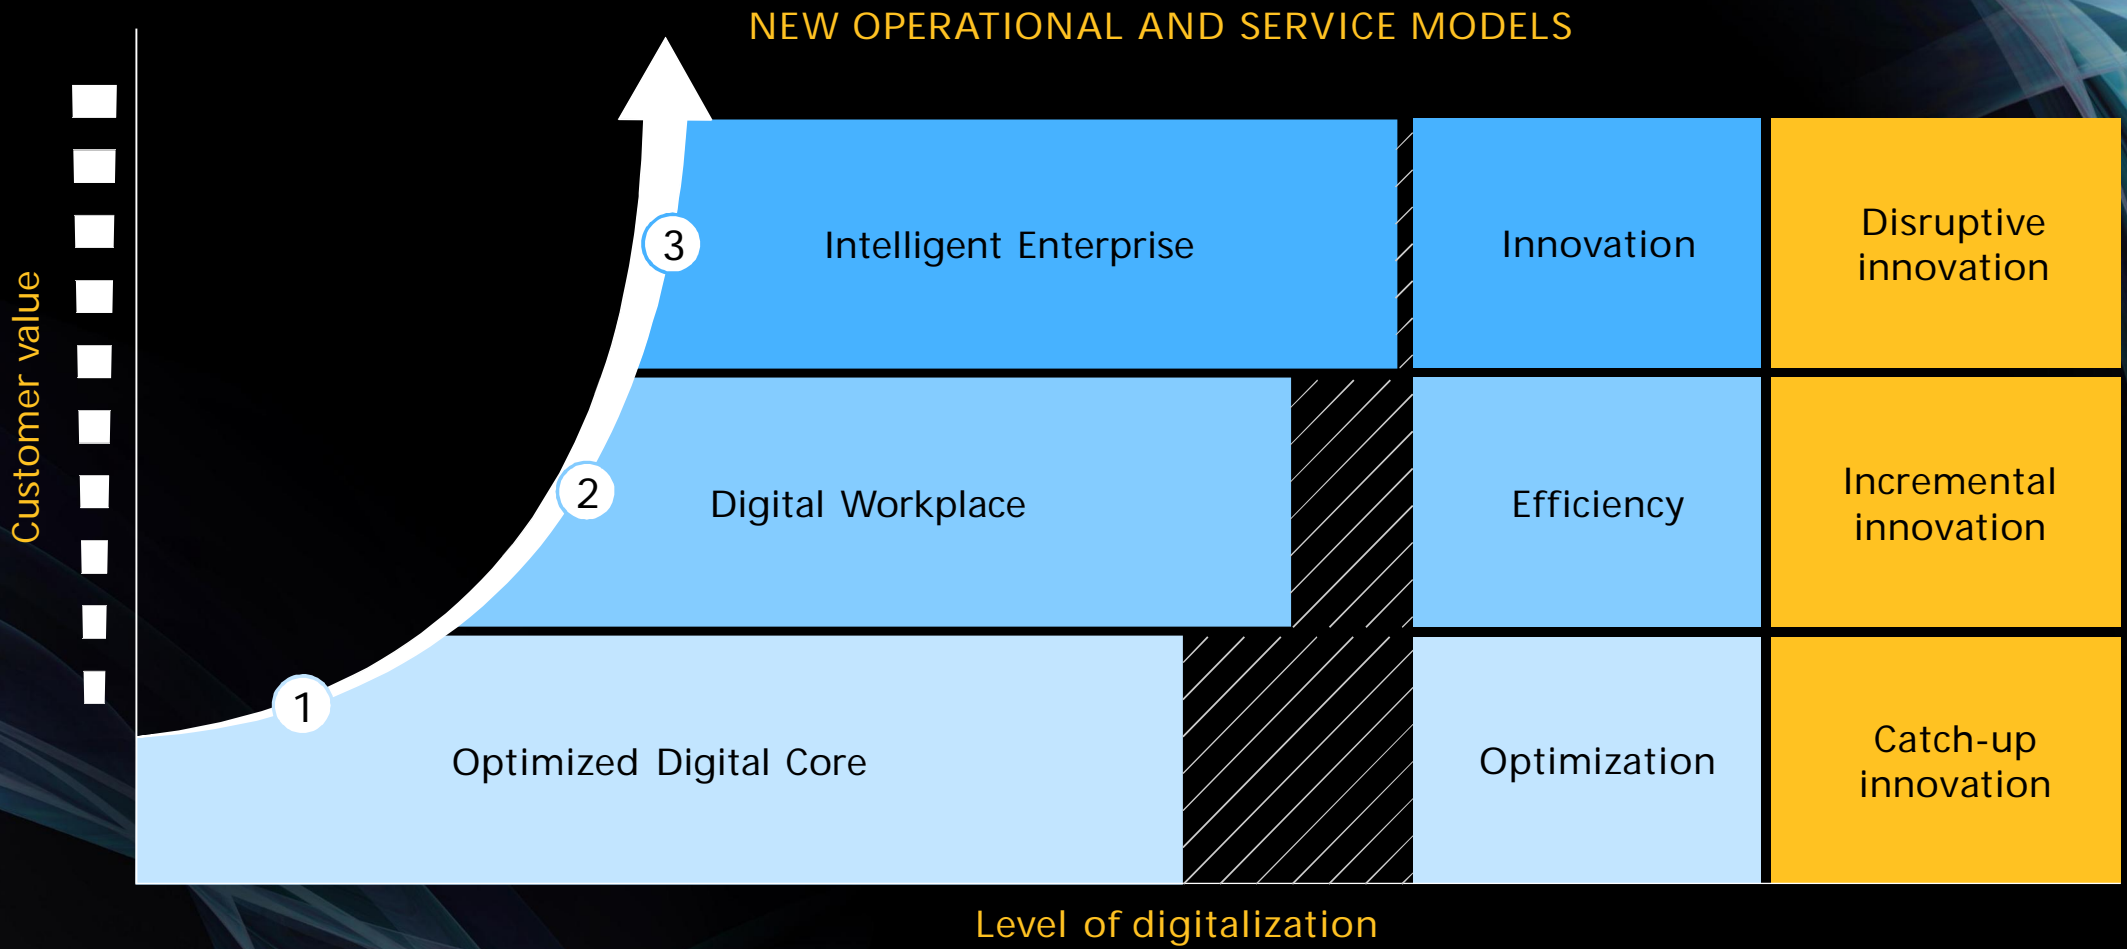 NEW OPERATIONAL AND SERVICE MODELS
Customer value
3
Intelligent Enterprise
Innovation
Disruptive
innovation
2
Digital Workplace
Efficiency
Incremental
innovation
1
Optimized Digital Core
Optimization
Catch-up
innovation
Level of digitalization